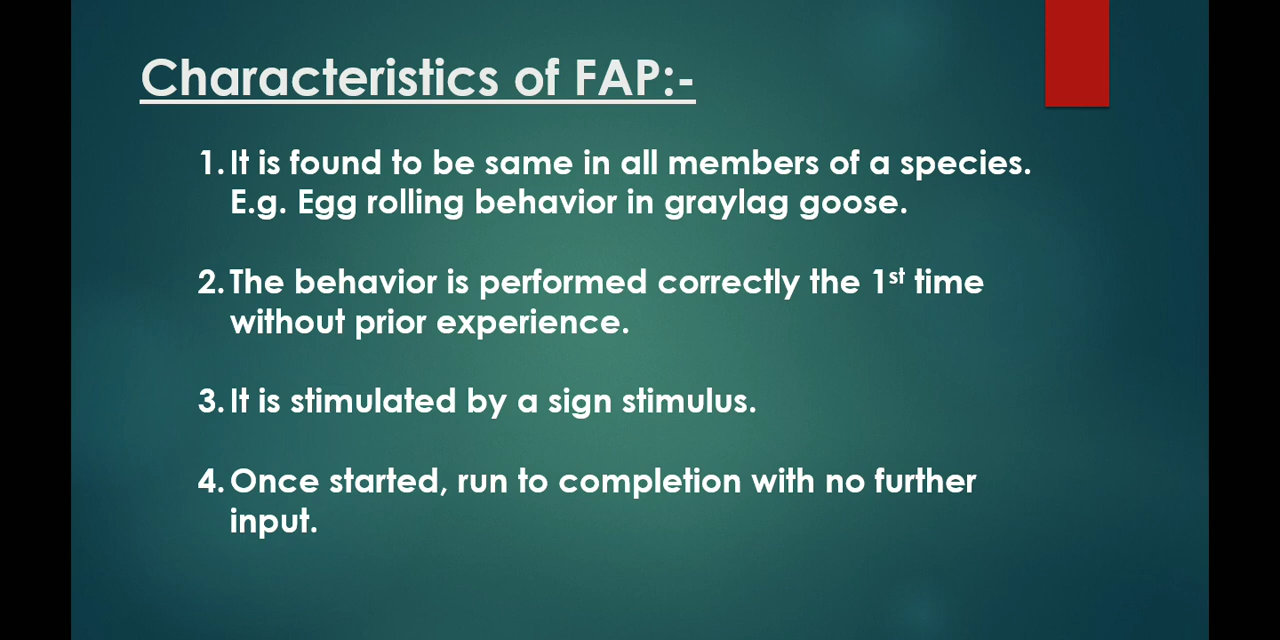 Characteristics of FAP:-
1. It is found to be same in all members of a species.
E.g. Egg rolling behavior in graylag goose.
2. The behavior is performed correctly the 1st time
without prior experience.
3. It is stimulated by a sign stimulus.
4. Once started, run to completion with no further
input.